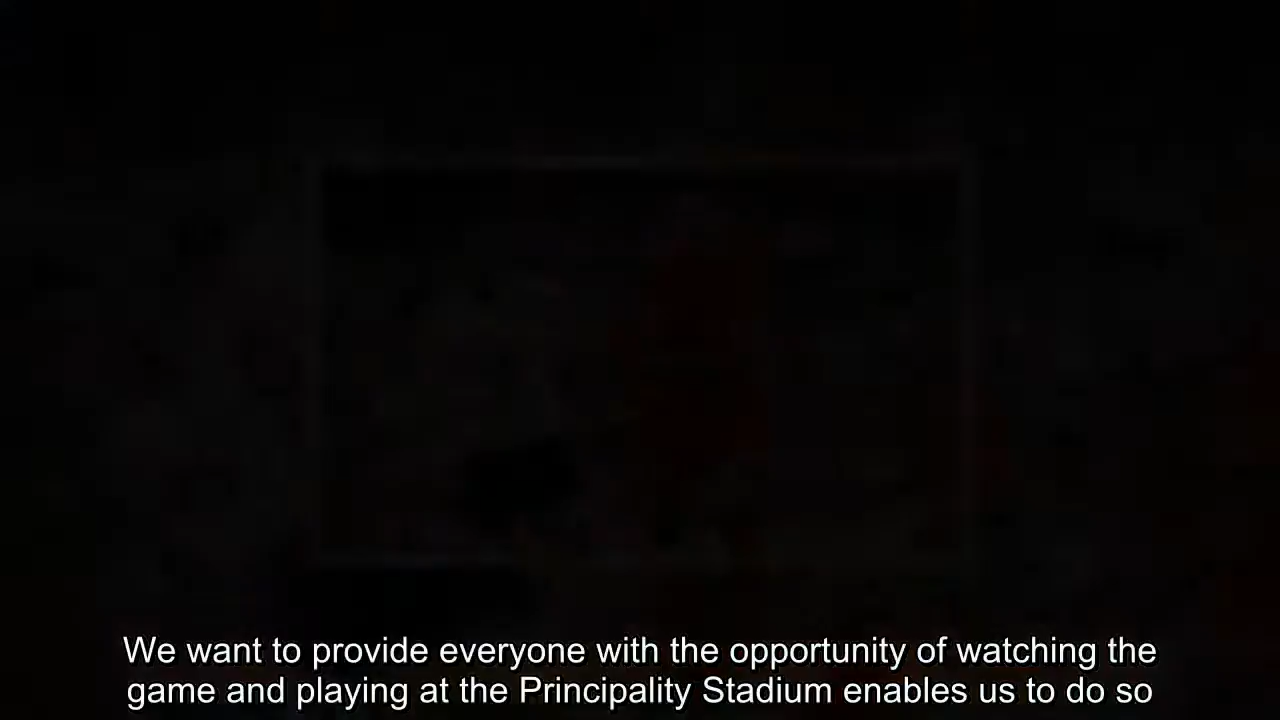 We want to provide everyone with the opportunity of watching the
game and playing at the Principality Stadium enables us to do so